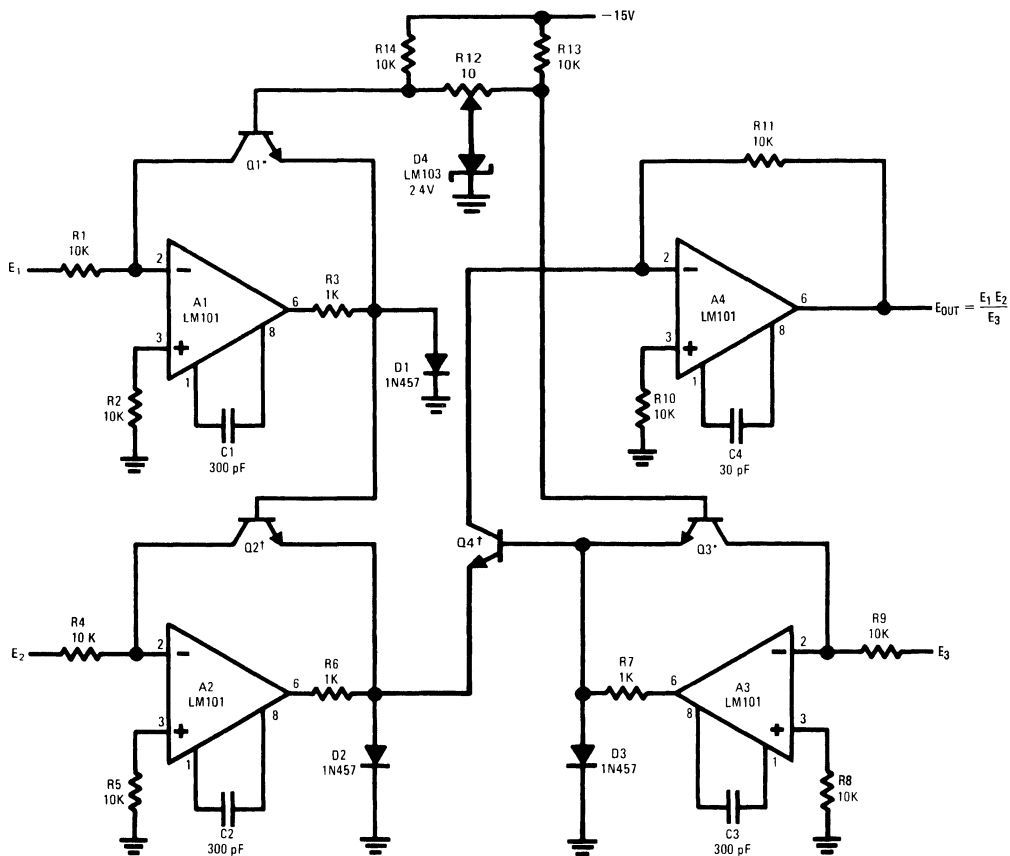 −15V
R14
10K
R12
10
R13
10K
Q1*
D4
LM103
2 4V
R11
10K
E1
R1
10K
2
−
A1
LM101
6
8
3
+
1
R3
1K
R2
10K
C1
300 pF
D1
1N457
2
−
A4
LM101
6
8
3
+
1
EOUT = E1 E2
E3
R10
10K
C4
30 pF
Q2†
Q4†
Q3*
E2
R4
10 K
2
−
A2
LM101
6
8
3
+
1
R6
1K
R5
10K
C2
300 pF
D2
1N457
D3
1N457
R7
1K
6
A3
LM101
2
−
8
3
+
1
R9
10K
E3
R8
10K
C3
300 pF